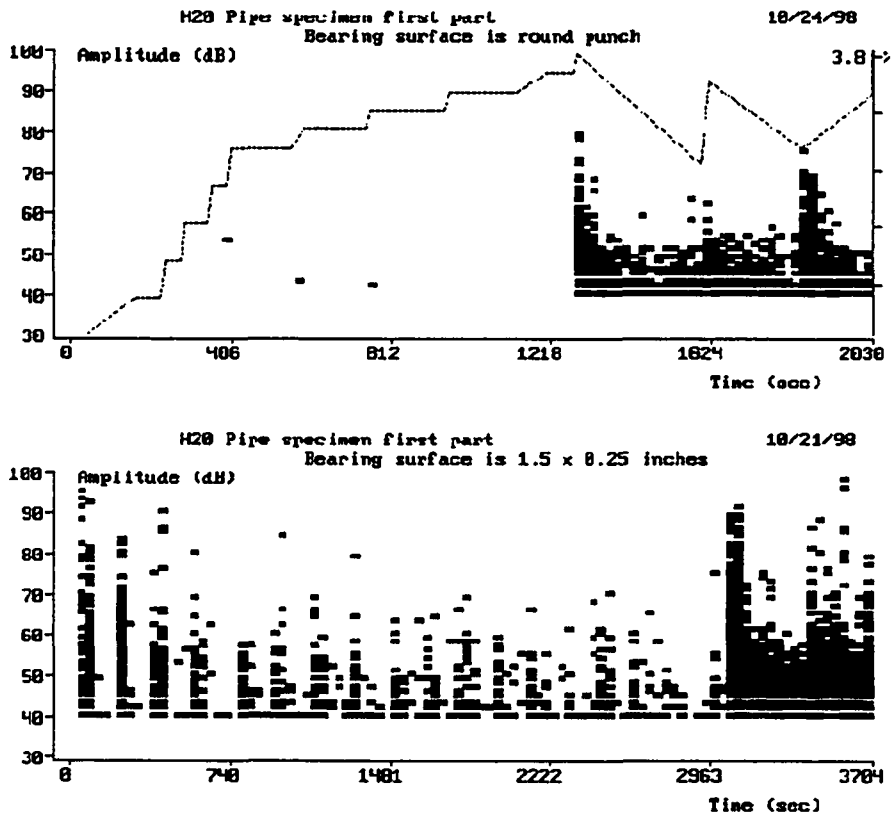 H20 Pipe specimen first part 10/24/98
Bearing surface is round punch
Amplitude (dB)
3.8
100
90
80
70
60
50
40
30
0 406 812 1218 1624 2030
Time (sec)
H20 Pipe specimen first part 10/21/98
Bearing surface is 1.5 x 0.25 inches
Amplitude (dB)
100
90
80
70
60
50
40
30
0 740 1481 2222 2963 3704
Time (sec)